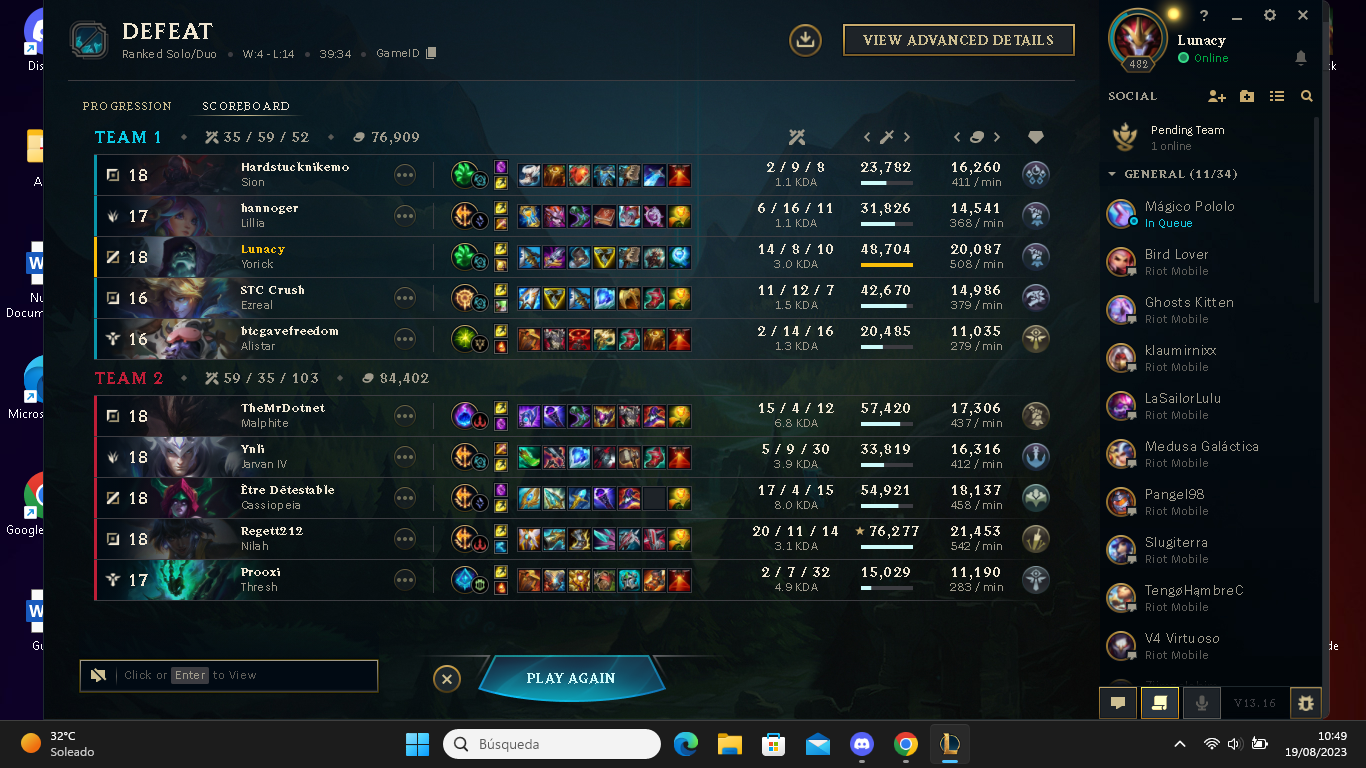 DEFEAT
Ranked Solo/Duo • W:4 - L:14 • 39:34 • GameID
VIEW ADVANCED DETAILS
PROGRESSION SCOREBOARD
TEAM 1 • 35 / 59 / 52 • 76,909
18 Hardstucknikemo 2 / 9 / 8 23,782 16,260
Sion 1.1 KDA 411 / min
17 hannoger 6 / 16 / 11 31,826 14,541
Lillia 1.1 KDA 368 / min
18 Lunacy 14 / 8 / 10 48,704 20,087
Yorick 3.0 KDA 508 / min
16 STC Crush 11 / 12 / 7 42,670 14,986
Ezreal 1.5 KDA 379 / min
16 btcgavefreedom 2 / 14 / 16 20,485 11,035
Alistar 1.3 KDA 279 / min
TEAM 2 • 59 / 35 / 103 • 84,402
18 TheMrDotnet 15 / 4 / 12 57,420 17,306
Malphite 6.8 KDA 437 / min
18 Ynli 5 / 9 / 30 33,819 16,316
Jarvan IV 3.9 KDA 412 / min
18 Être Détestable 17 / 4 / 15 54,921 18,137
Cassiopeia 8.0 KDA 458 / min
18 Regett212 20 / 11 / 14 76,277 21,453
Nilah 3.1 KDA 542 / min
17 Prooxi 2 / 7 / 32 15,029 11,190
Thresh 4.9 KDA 283 / min
Click or Enter to View
PLAY AGAIN
482
Lunacy
Online
SOCIAL
Pending Team
1 online
GENERAL (11/34)
Mágico Pololo
In Queue
Bird Lover
Riot Mobile
Ghosts Kitten
Riot Mobile
klaumirnixx
Riot Mobile
LaSailorLulu
Riot Mobile
Medusa Galáctica
Riot Mobile
Pangel98
Riot Mobile
Slugiterra
Riot Mobile
TengøHambreC
Riot Mobile
V4 Virtuoso
Riot Mobile
V13.16
Dis
A
Nu
Docum
Micros
Google
Gu
ck
de
32°C
Soleado
Búsqueda
10:49
19/08/2023